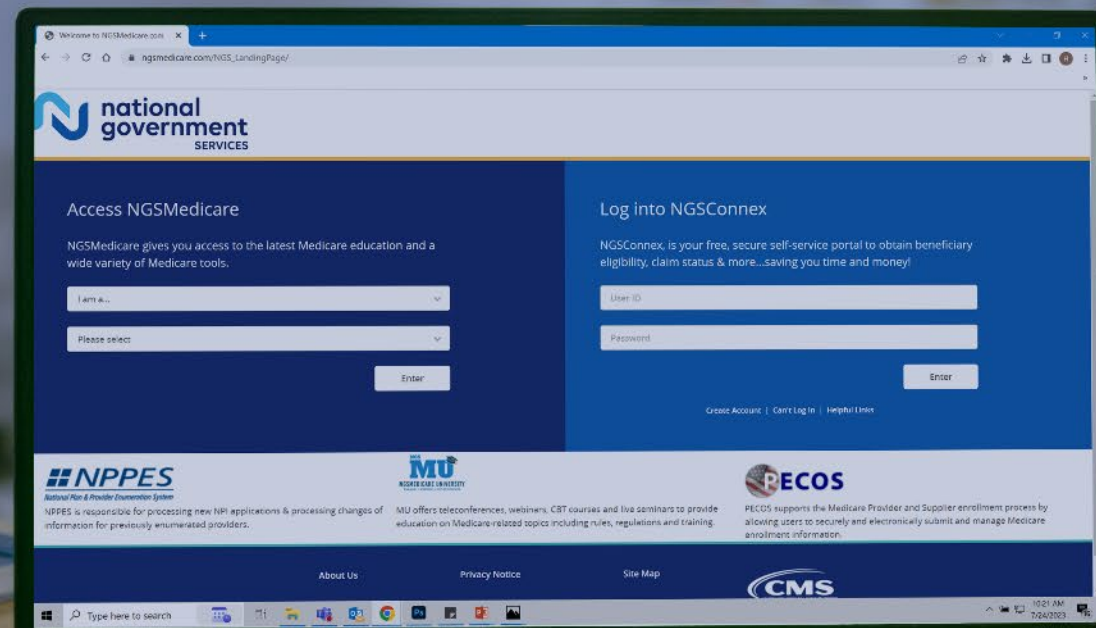 Welcome to NGSMedicare.com
ngsmedicare.com/NGS_LandingPage/
national
government
SERVICES
Access NGSMedicare
NGSMedicare gives you access to the latest Medicare education and a
wide variety of Medicare tools.
I am a...
Please select
Enter
Log into NGSConnex
NGSConnex, is your free, secure self-service portal to obtain beneficiary
eligibility, claim status & more...saving you time and money!
User ID
Password
Enter
Create Account | Can't Log In | Helpful Links
NPPES
National Plan & Provider Enumeration System
NPPES is responsible for processing new NPI applications & processing changes of
information for previously enumerated providers.
MU
NGSMEDICARE UNIVERSITY
MU offers teleconferences, webinars, CBT courses and live seminars to provide
education on Medicare-related topics including rules, regulations and training.
PECOS
PECOS supports the Medicare Provider and Supplier enrollment process by
allowing users to securely and electronically submit and manage Medicare
enrollment information.
About Us
Privacy Notice
Site Map
CMS
Type here to search
10:21 AM
7/24/2023